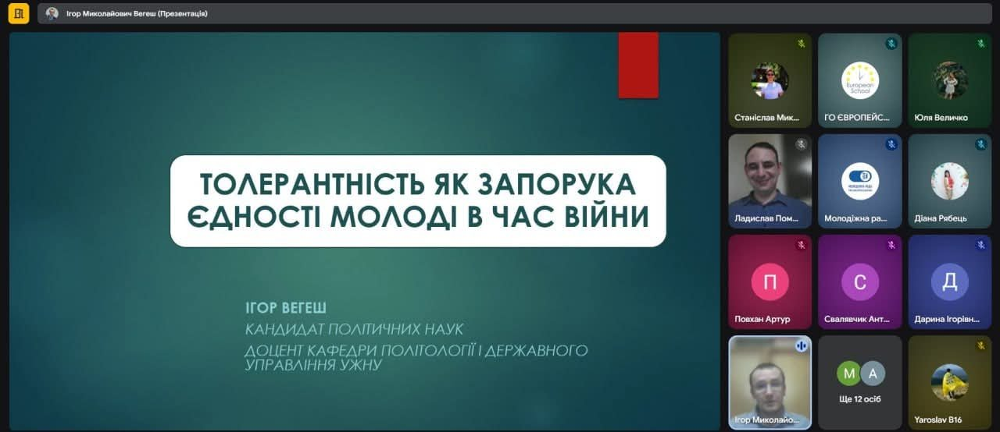 Ігор Миколайович Вегеш (Презентація)
ТОЛЕРАНТНІСТЬ ЯК ЗАПОРУКА
ЄДНОСТІ МОЛОДІ В ЧАС ВІЙНИ
ІГОР ВЕГЕШ
КАНДИДАТ ПОЛІТИЧНИХ НАУК
ДОЦЕНТ КАФЕДРИ ПОЛІТОЛОГІЇ І ДЕРЖАВНОГО
УПРАВЛІННЯ УЖНУ
Станіслав Мик...
European
School
ГО ЄВРОПЕЙС...
Юля Величко
Ладислав Пом...
Молодіжна ра...
Діана Рябець
П
Повхан Артур
С
Свалявчик Ант...
Д
Дарина Ігорівн...
Ігор Миколайо...
М А
Ще 12 осіб
Yaroslav B16